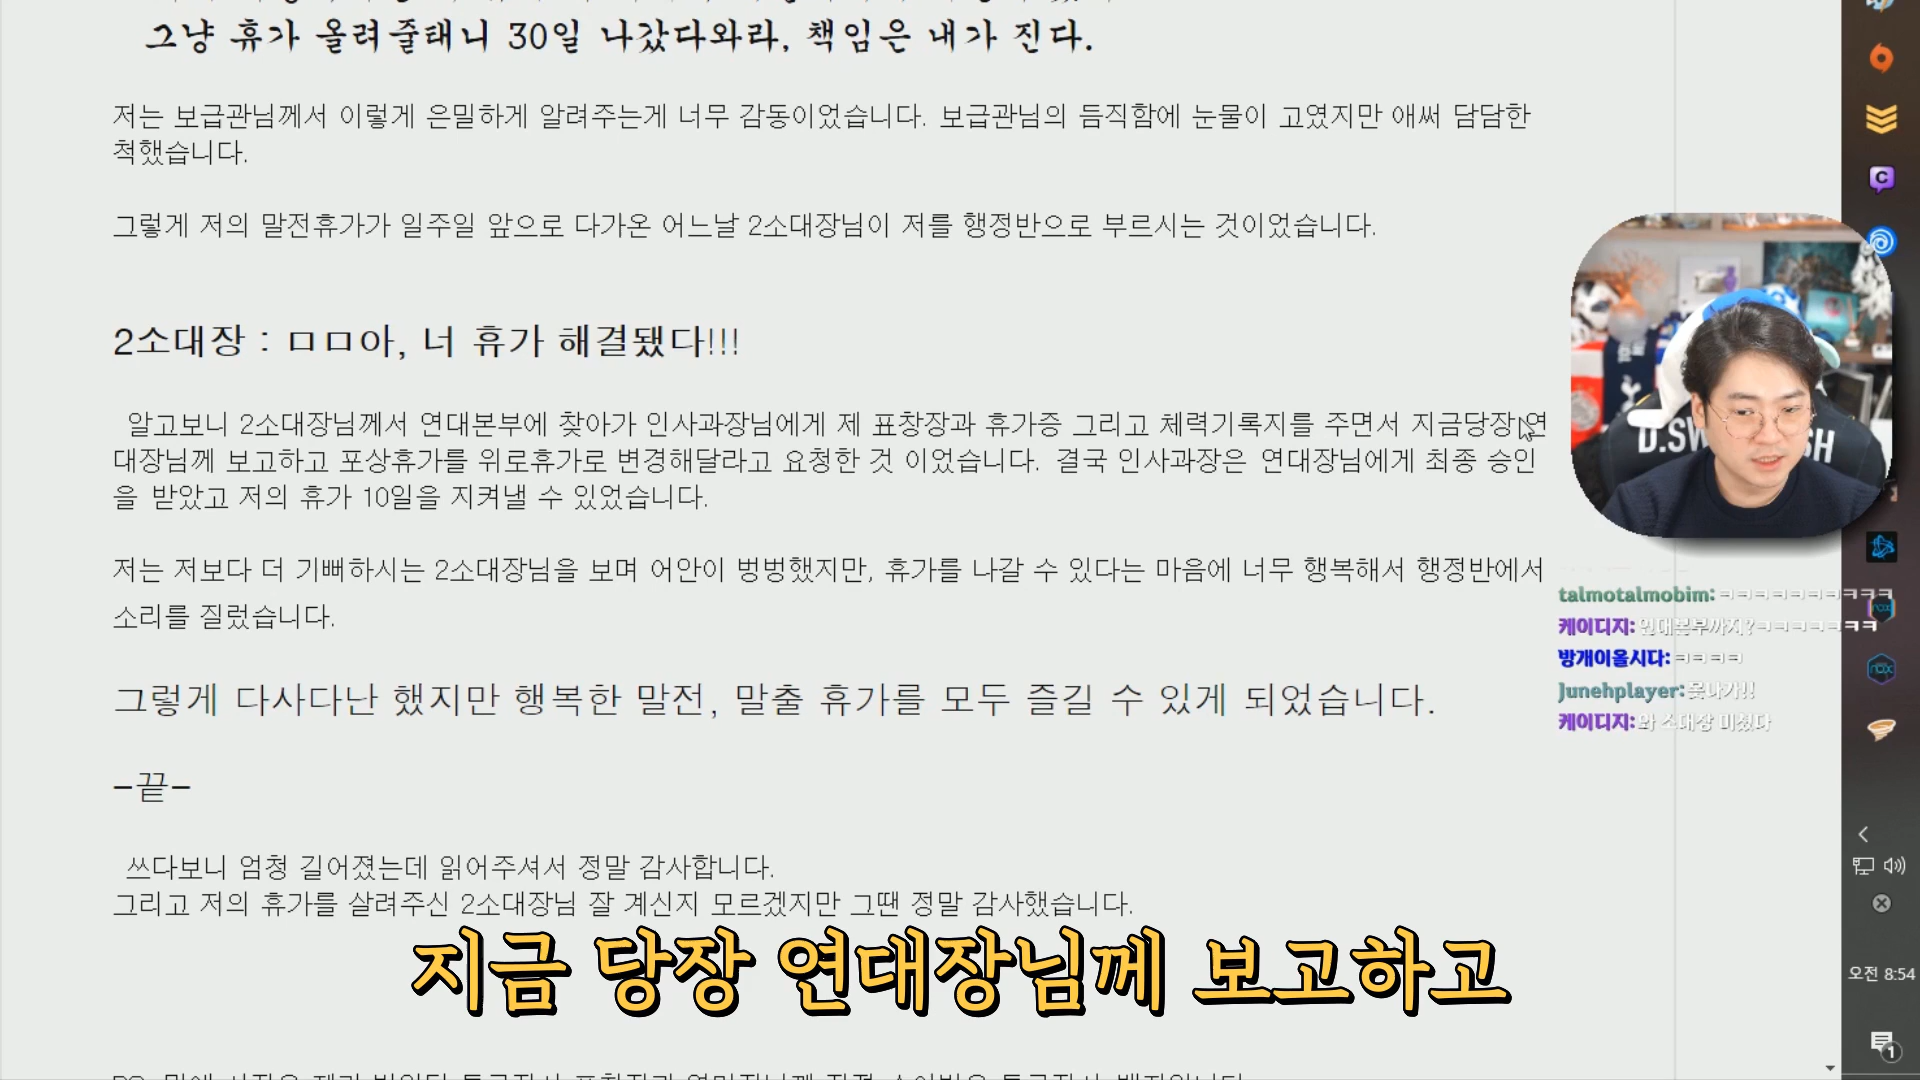 그냥 휴가 올려줄태니 30일 나갔다와라, 책임은 내가 진다.
저는 보급관님께서 이렇게 은밀하게 알려주는게 너무 감동이었습니다. 보급관님의 듬직함에 눈물이 고였지만 애써 담담한
척했습니다.
그렇게 저의 말전휴가가 일주일 앞으로 다가온 어느날 2소대장님이 저를 행정반으로 부르시는 것이었습니다.
2소대장 : ㅁㅁ아, 너 휴가 해결됐다!!!
알고보니 2소대장님께서 연대본부에 찾아가 인사과장님에게 제 표창장과 휴가증 그리고 체력기록지를 주면서 지금당장 연
대장님께 보고하고 포상휴가를 위로휴가로 변경해달라고 요청한 것 이었습니다. 결국 인사과장은 연대장님에게 최종 승인
을 받았고 저의 휴가 10일을 지켜낼 수 있었습니다.
저는 저보다 더 기뻐하시는 2소대장님을 보며 어안이 벙벙했지만, 휴가를 나갈 수 있다는 마음에 너무 행복해서 행정반에서
소리를 질렀습니다.
그렇게 다사다난 했지만 행복한 말전, 말출 휴가를 모두 즐길 수 있게 되었습니다.
-끝-
쓰다보니 엄청 길어졌는데 읽어주셔서 정말 감사합니다.
그리고 저의 휴가를 살려주신 2소대장님 잘 계신지 모르겠지만 그땐 정말 감사했습니다.
지금 당장 연대장님께 보고하고
D.SW SH
talmotalmobim: ㅋㅋㅋㅋㅋㅋㅋㅋㅋㅋ
케이디지: 연대본부까지?ㅋㅋㅋㅋㅋㅋㅋ
방개이올시다: ㅋㅋㅋㅋ
Junehplayer: 못나가!!
케이디지: 와 소대장 미쳤다
오전 8:54
1